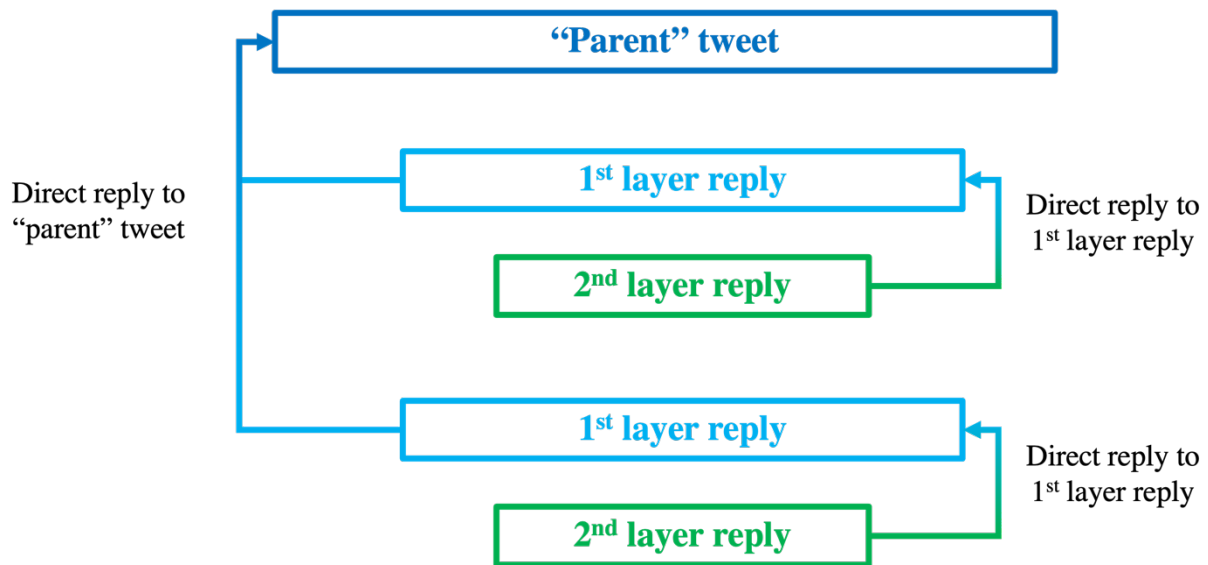 “Parent” tweet
1st layer reply
Direct reply to
“parent” tweet
Direct reply to
1st layer reply
2nd layer reply
1st layer reply
Direct reply to
1st layer reply
2nd layer reply